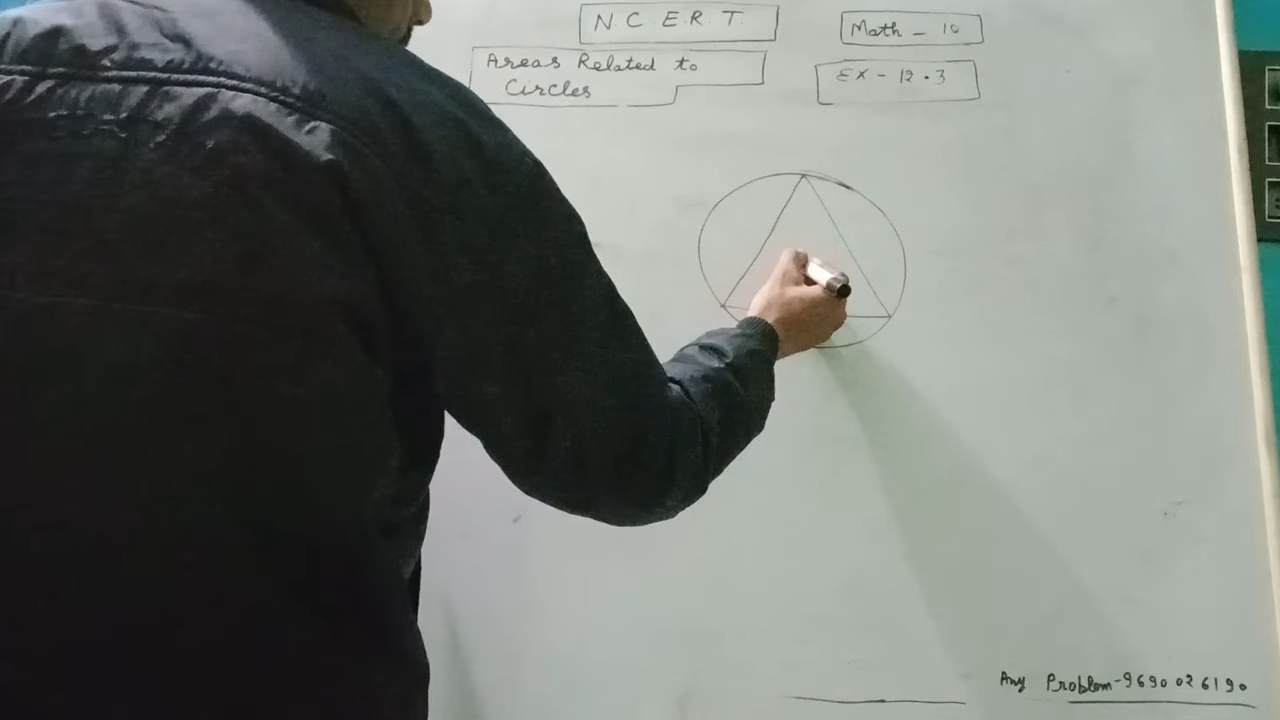 N.C.E.R.T.
Math - 10
Areas Related to
Circles
EX - 12.3
Any Problem-9690026190